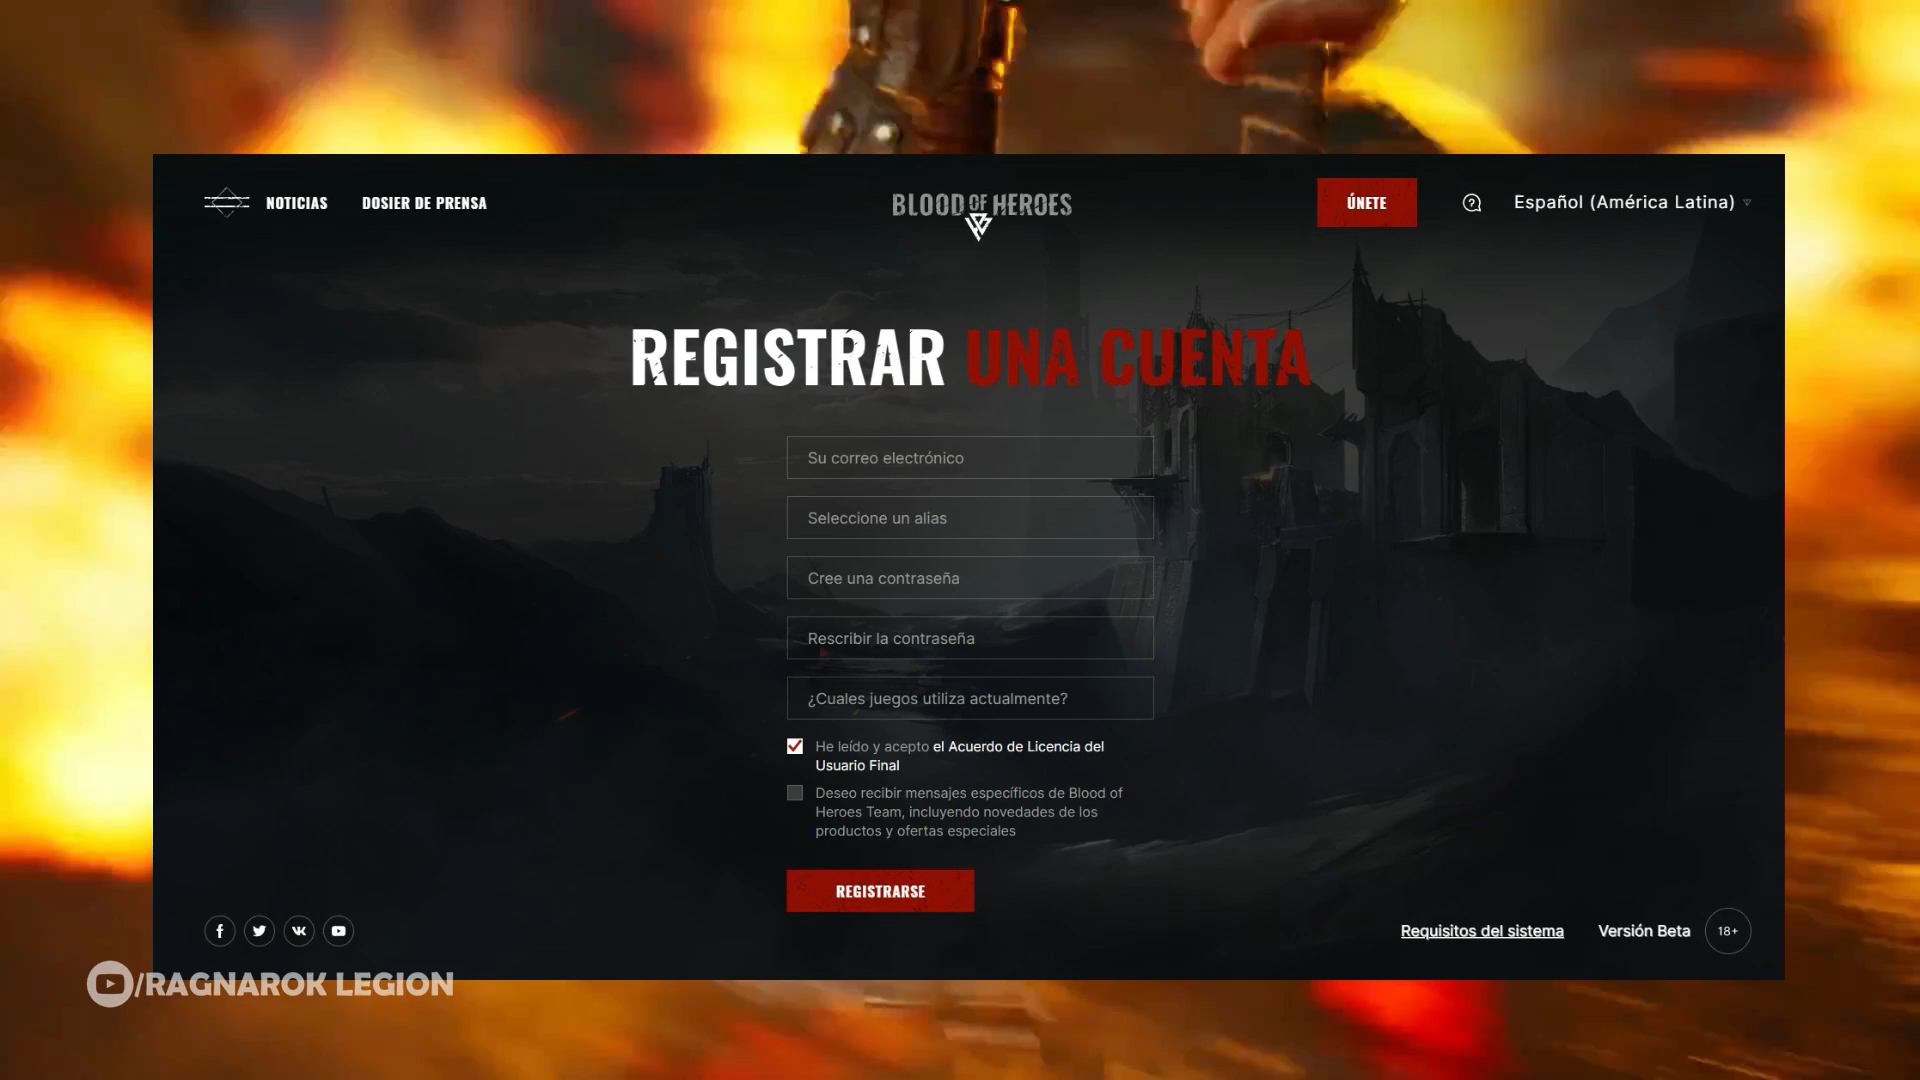 NOTICIAS
DOSIER DE PRENSA
BLOOD OF HEROES
ÚNETE
Español (América Latina)
REGISTRAR UNA CUENTA
Su correo electrónico
Seleccione un alias
Cree una contraseña
Rescribir la contraseña
¿Cuales juegos utiliza actualmente?
He leído y acepto el Acuerdo de Licencia del
Usuario Final
Deseo recibir mensajes específicos de Blood of
Heroes Team, incluyendo novedades de los
productos y ofertas especiales
REGISTRARSE
Requisitos del sistema
Versión Beta
18+
/RAGNAROK LEGION